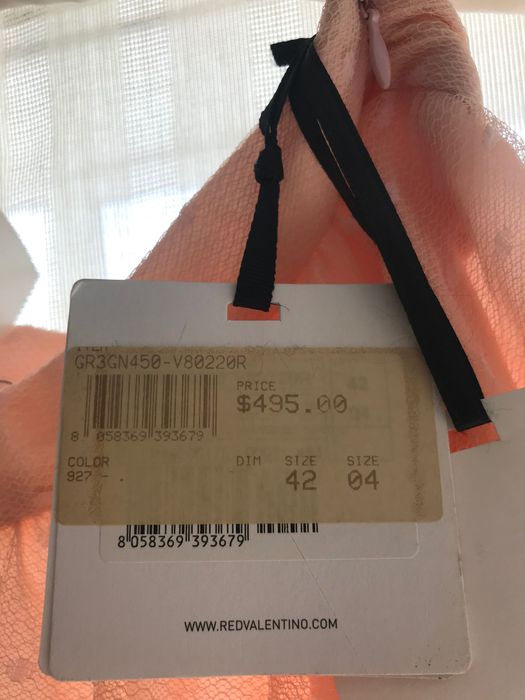 ITEM
GR3GN450-V80220R
PRICE
$495.00
8 058369 393679
COLOR DIM SIZE SIZE
927 - . 42 04
8 058369 393679
WWW.REDVALENTINO.COM